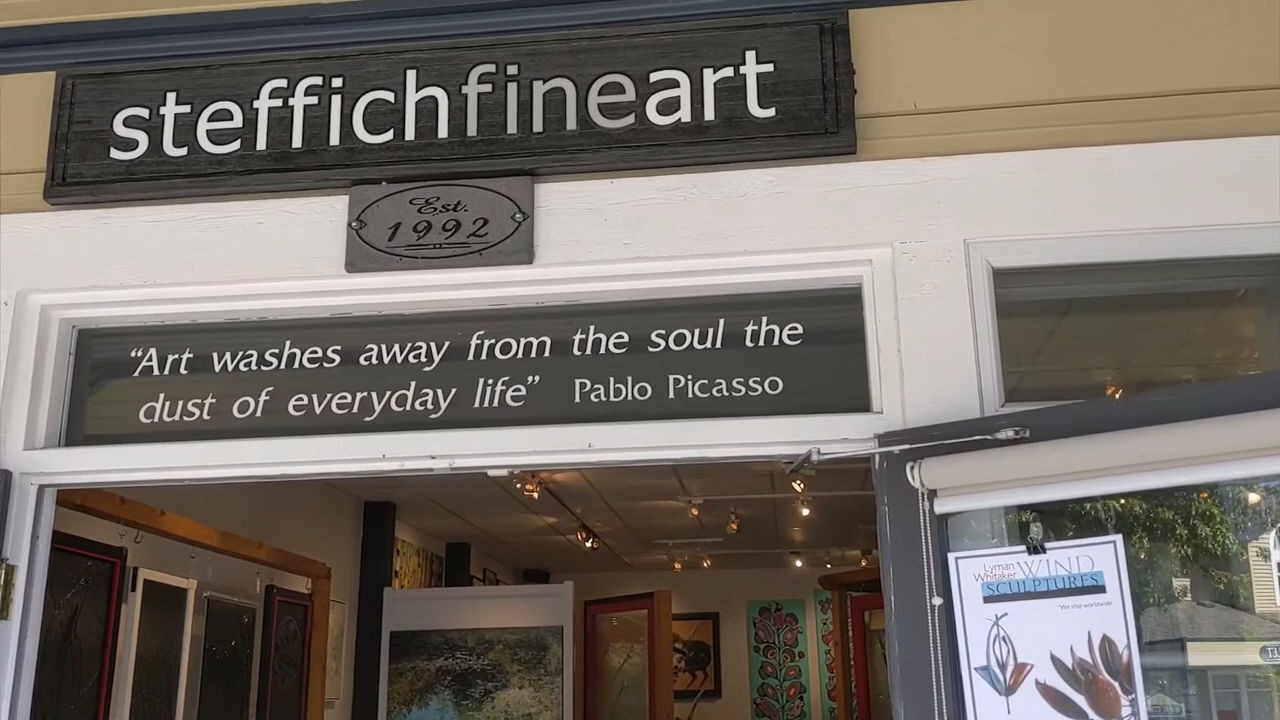 steffichfineart
Est.
1992
“Art washes away from the soul the
dust of everyday life” Pablo Picasso
Lyman
Whitaker WIND
SCULPTURES
"We ship worldwide.